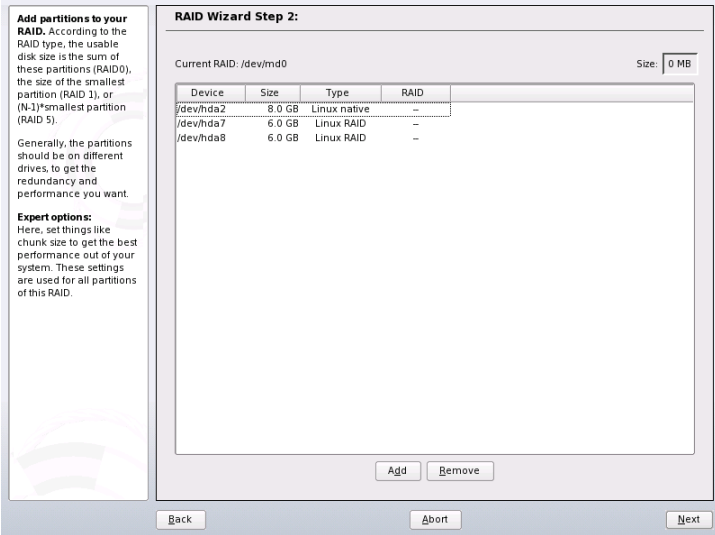 Add partitions to your
RAID. According to the
RAID type, the usable
disk size is the sum of
these partitions (RAID0),
the size of the smallest
partition (RAID 1), or
(N-1)*smallest partition
(RAID 5).
Generally, the partitions
should be on different
drives, to get the
redundancy and
performance you want.
Expert options:
Here, set things like
chunk size to get the best
performance out of your
system. These settings
are used for all partitions
of this RAID.
RAID Wizard Step 2:
Current RAID: /dev/md0 Size: 0 MB
Device Size Type RAID
/dev/hda2 8.0 GB Linux native --
/dev/hda7 6.0 GB Linux RAID --
/dev/hda8 6.0 GB Linux RAID --
Add Remove
Back Abort Next